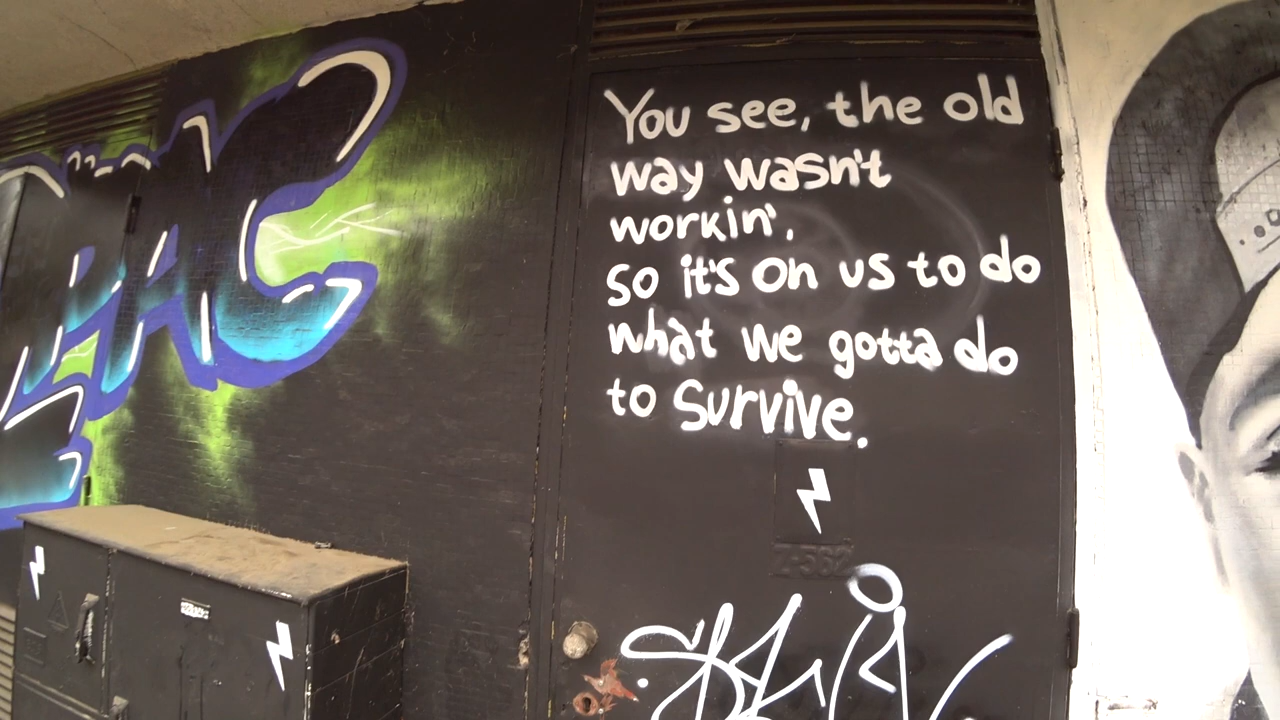 PAC
You see, the old
way wasn't
workin'.
so it's on us to do
what we gotta do
to survive.
Z-562